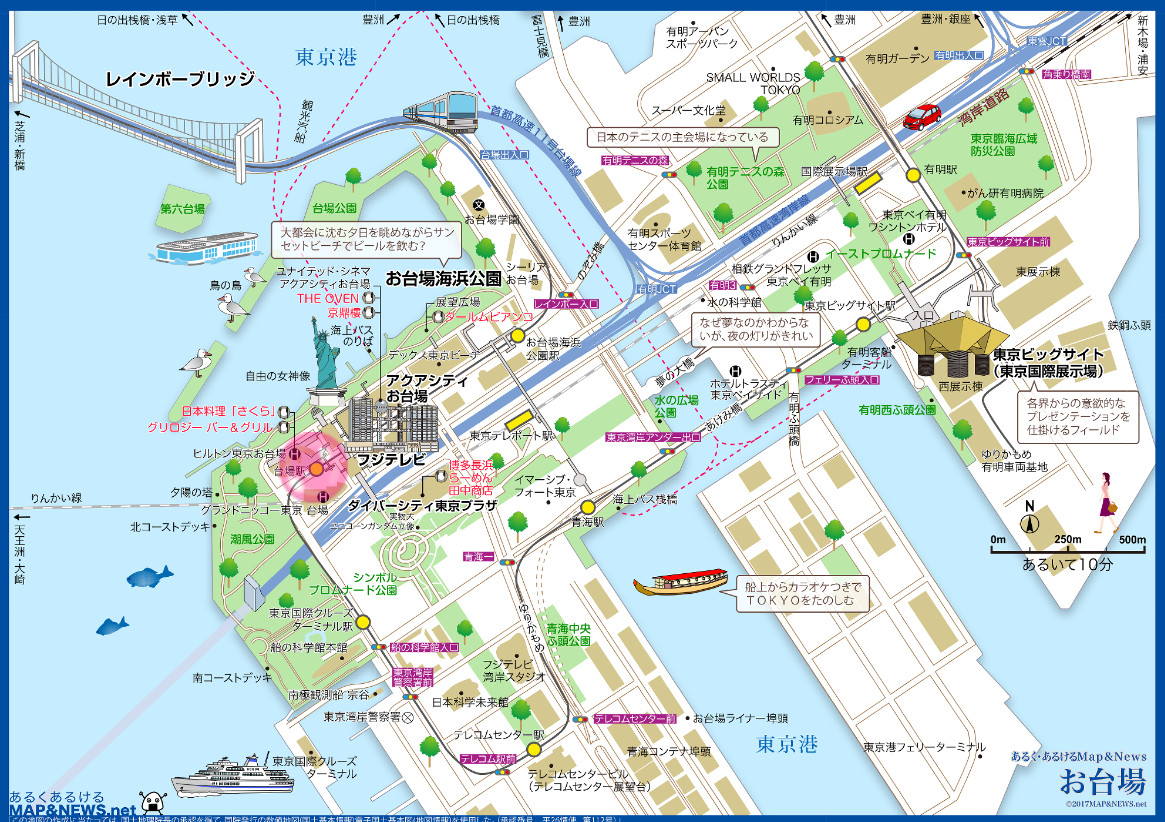 日の出桟橋・浅草
豊洲
日の出桟橋
豊洲
豊洲
豊洲・銀座
新木場・浦安
東京港
レインボーブリッジ
芝浦・新橋
観光汽船
首都高速11号台場線
台場出入口
有明アーバン
スポーツパーク
有明ガーデン
有明出入口
東雲JCT
角乗り橋南
SMALL WORLDS
TOKYO
スーパー文化堂
有明コロシアム
湾岸道路
日本のテニスの主会場になっている
有明テニスの森
有明テニスの森
公園
国際展示場駅
有明駅
東京臨海広域
防災公園
がん研有明病院
第六台場
台場公園
お台場学園
大都会に沈む夕日を眺めながらサン
セットビーチでビールを飲む?
お台場海浜公園
シーリア
お台場
のぞみ橋
有明スポーツ
センター体育館
首都高速湾岸線
りんかい線
東京ベイ有明
ワシントンホテル
イーストプロムナード
東京ビッグサイト前
東展示棟
鳥の島
ユナイテッド・シネマ
アクアシティお台場
THE OVEN
京鼎樓
海上バス
のりば
展望広場
ダールムピアンコ
レインボー入口
有明JCT
有明3
相鉄グランドフレッサ
東京ベイ有明
水の科学館
東京ビッグサイト駅
入口
鉄鋼ふ頭
デックス東京ビーチ
お台場海浜
公園駅
なぜ夢なのかわからな
いが、夜の灯りがきれい
有明客船
ターミナル
西展示棟
東京ビッグサイト
(東京国際展示場)
自由の女神像
アクアシティ
お台場
夢の大橋
ホテルトラスティ
東京ベイサイド
フェリーふ頭入口
有明西ふ頭公園
各界からの意欲的な
プレゼンテーションを
仕掛けるフィールド
日本料理「さくら」
グリロジー バー&グリル
ヒルトン東京お台場
台場駅
フジテレビ
東京テレポート駅
水の広場
公園
あけみ橋
有明ふ頭橋
東京湾岸アンダー出口
ゆりかもめ
有明車両基地
りんかい線
夕陽の塔
グランドニッコー東京 台場
博多長浜
らーめん
田中商店
ダイバーシティ東京プラザ
実物大
ユニコーンガンダム立像
イマーシブ・
フォート東京
海上バス桟橋
青海駅
天王洲・大崎
北コーストデッキ
潮風公園
青海一
シンボル
プロムナード公園
N
0m 250m 500m
あるいて10分
船上からカラオケつきで
TOKYOをたのしむ
東京国際クルーズ
ターミナル駅
船の科学館本館
船の科学館入口
ゆりかもめ
青海中央
ふ頭公園
南コーストデッキ
東京湾岸
警察署前
フジテレビ
湾岸スタジオ
南極観測船 宗谷
日本科学未来館
東京湾岸警察署
テレコムセンター駅
テレコムセンター前
お台場ライナー埠頭
東京港
青海コンテナ埠頭
東京港フェリーターミナル
東京国際クルーズ
ターミナル
テレコム駅前
テレコムセンタービル
(テレコムセンター展望台)
あるく・あるけるMap&News
お台場
©2017MAP&NEWS.net
あるくあるける
MAP&NEWS.net